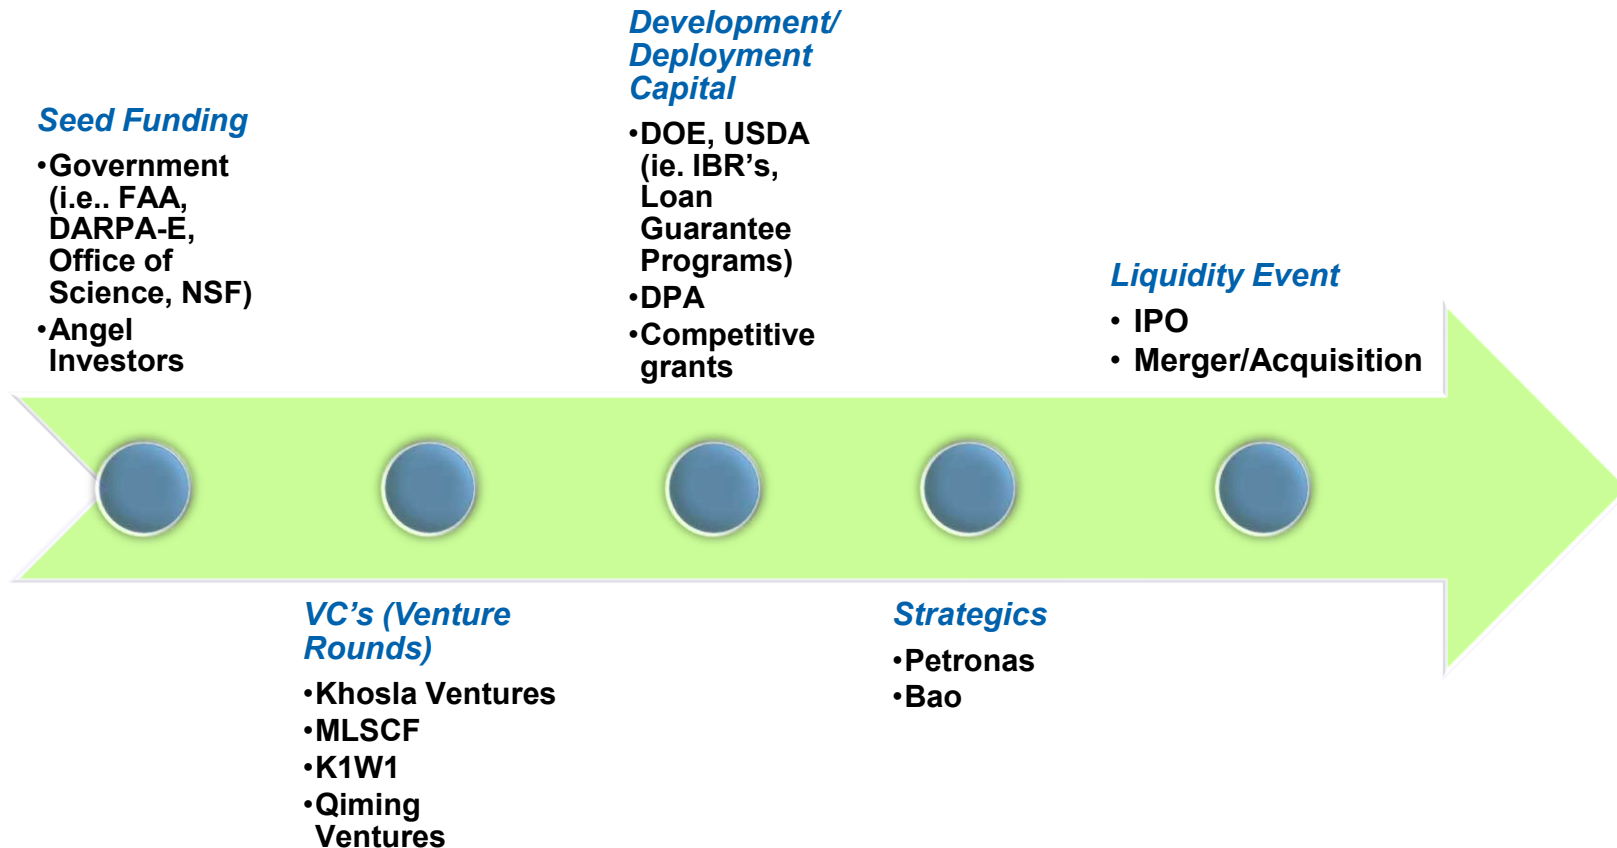 Seed Funding
•Government
(i.e.. FAA,
DARPA-E,
Office of
Science, NSF)
•Angel
Investors
VC’s (Venture
Rounds)
•Khosla Ventures
•MLSCF
•K1W1
•Qiming
Ventures
Development/
Deployment
Capital
•DOE, USDA
(ie. IBR’s,
Loan
Guarantee
Programs)
•DPA
•Competitive
grants
Strategics
•Petronas
•Bao
Liquidity Event
• IPO
• Merger/Acquisition